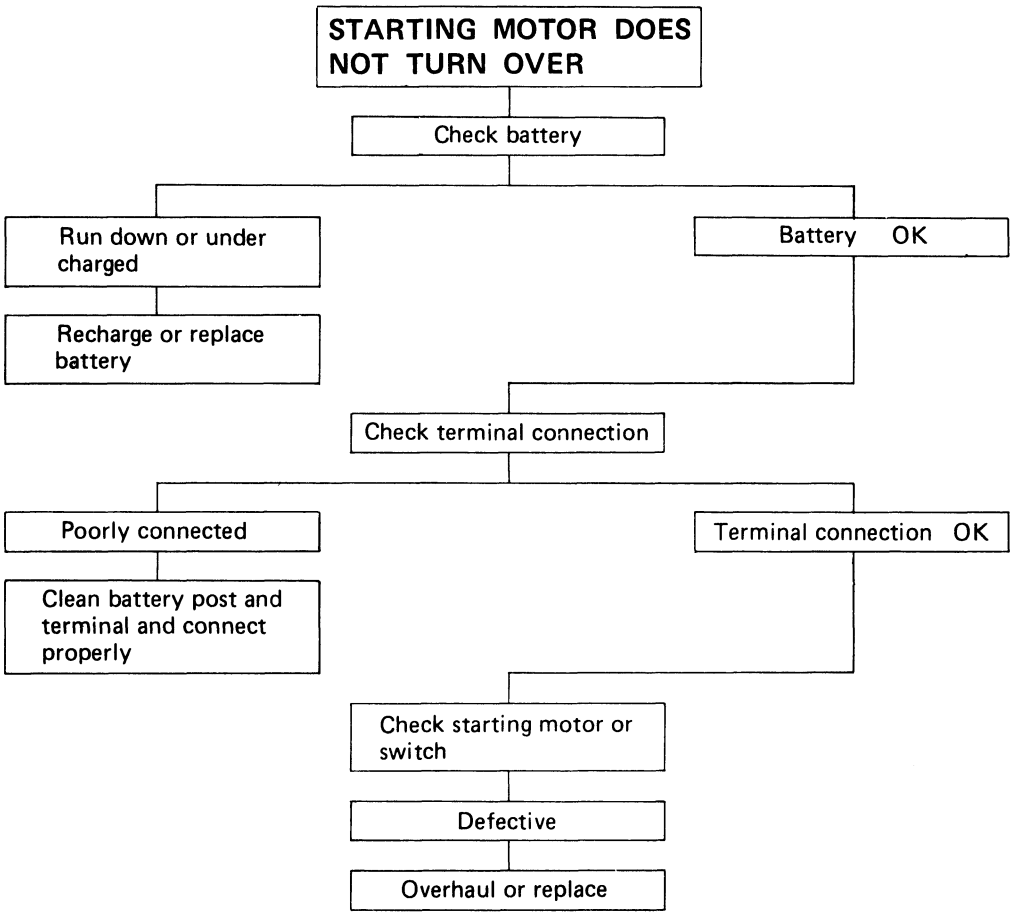 STARTING MOTOR DOES
NOT TURN OVER
Check battery
Run down or under
charged
Battery OK
Recharge or replace
battery
Check terminal connection
Poorly connected
Terminal connection OK
Clean battery post and
terminal and connect
properly
Check starting motor or
switch
Defective
Overhaul or replace